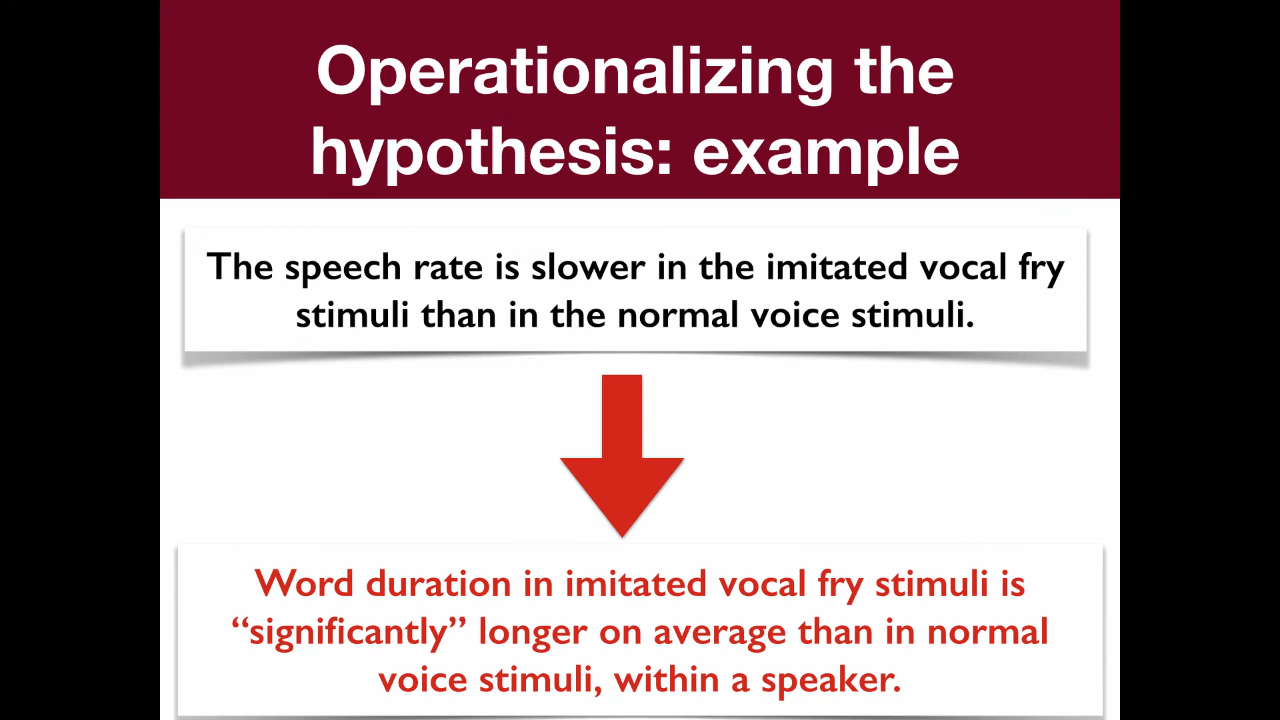 Operationalizing the
hypothesis: example
The speech rate is slower in the imitated vocal fry
stimuli than in the normal voice stimuli.
Word duration in imitated vocal fry stimuli is
“significantly” longer on average than in normal
voice stimuli, within a speaker.